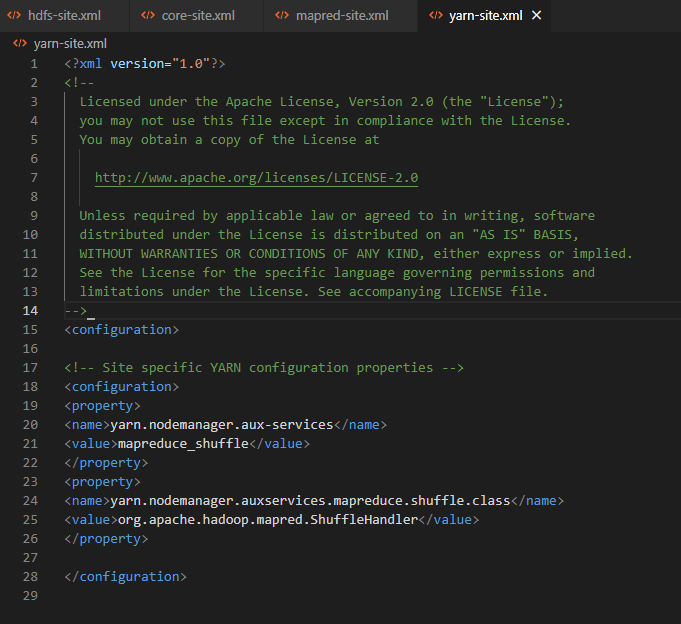 hdfs-site.xml core-site.xml mapred-site.xml yarn-site.xml
yarn-site.xml
1 <?xml version="1.0"?>
2 <!--
3 Licensed under the Apache License, Version 2.0 (the "License");
4 you may not use this file except in compliance with the License.
5 You may obtain a copy of the License at
6
7 http://www.apache.org/licenses/LICENSE-2.0
8
9 Unless required by applicable law or agreed to in writing, software
10 distributed under the License is distributed on an "AS IS" BASIS,
11 WITHOUT WARRANTIES OR CONDITIONS OF ANY KIND, either express or implied.
12 See the License for the specific language governing permissions and
13 limitations under the License. See accompanying LICENSE file.
14 -->
15 <configuration>
16
17 <!-- Site specific YARN configuration properties -->
18 <configuration>
19 <property>
20 <name>yarn.nodemanager.aux-services</name>
21 <value>mapreduce_shuffle</value>
22 </property>
23 <property>
24 <name>yarn.nodemanager.auxservices.mapreduce.shuffle.class</name>
25 <value>org.apache.hadoop.mapred.ShuffleHandler</value>
26 </property>
27
28 </configuration>
29